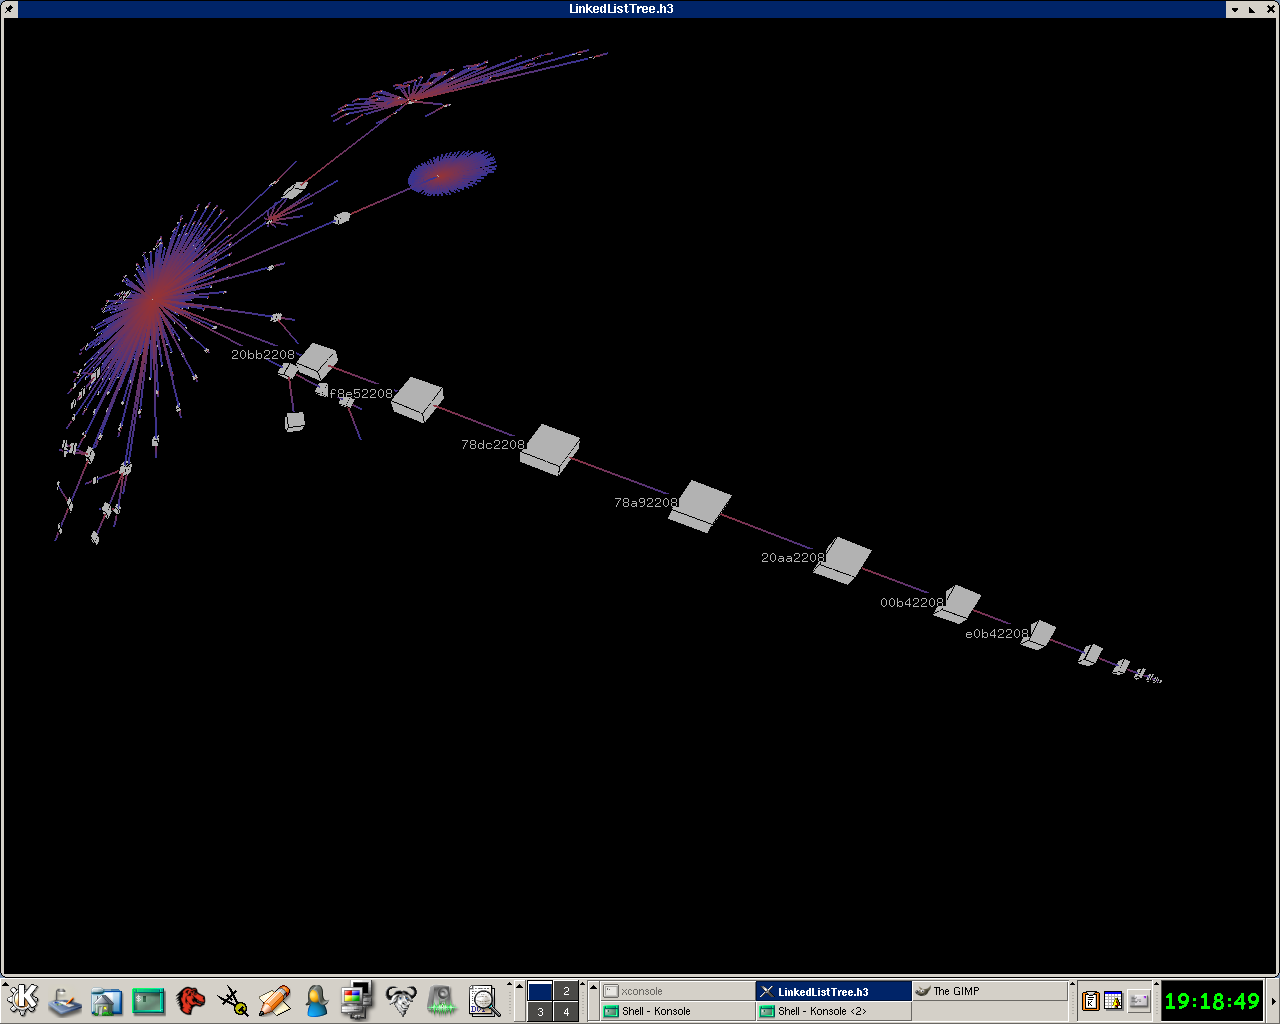 LinkedListTree.h3
20bb2208
f8e52208
78dc2208
78a92208
20aa2208
00b42208
e0b42208
2
3 4
xconsole
LinkedListTree.h3
The GIMP
Shell - Konsole
Shell - Konsole <2>
19:18:49